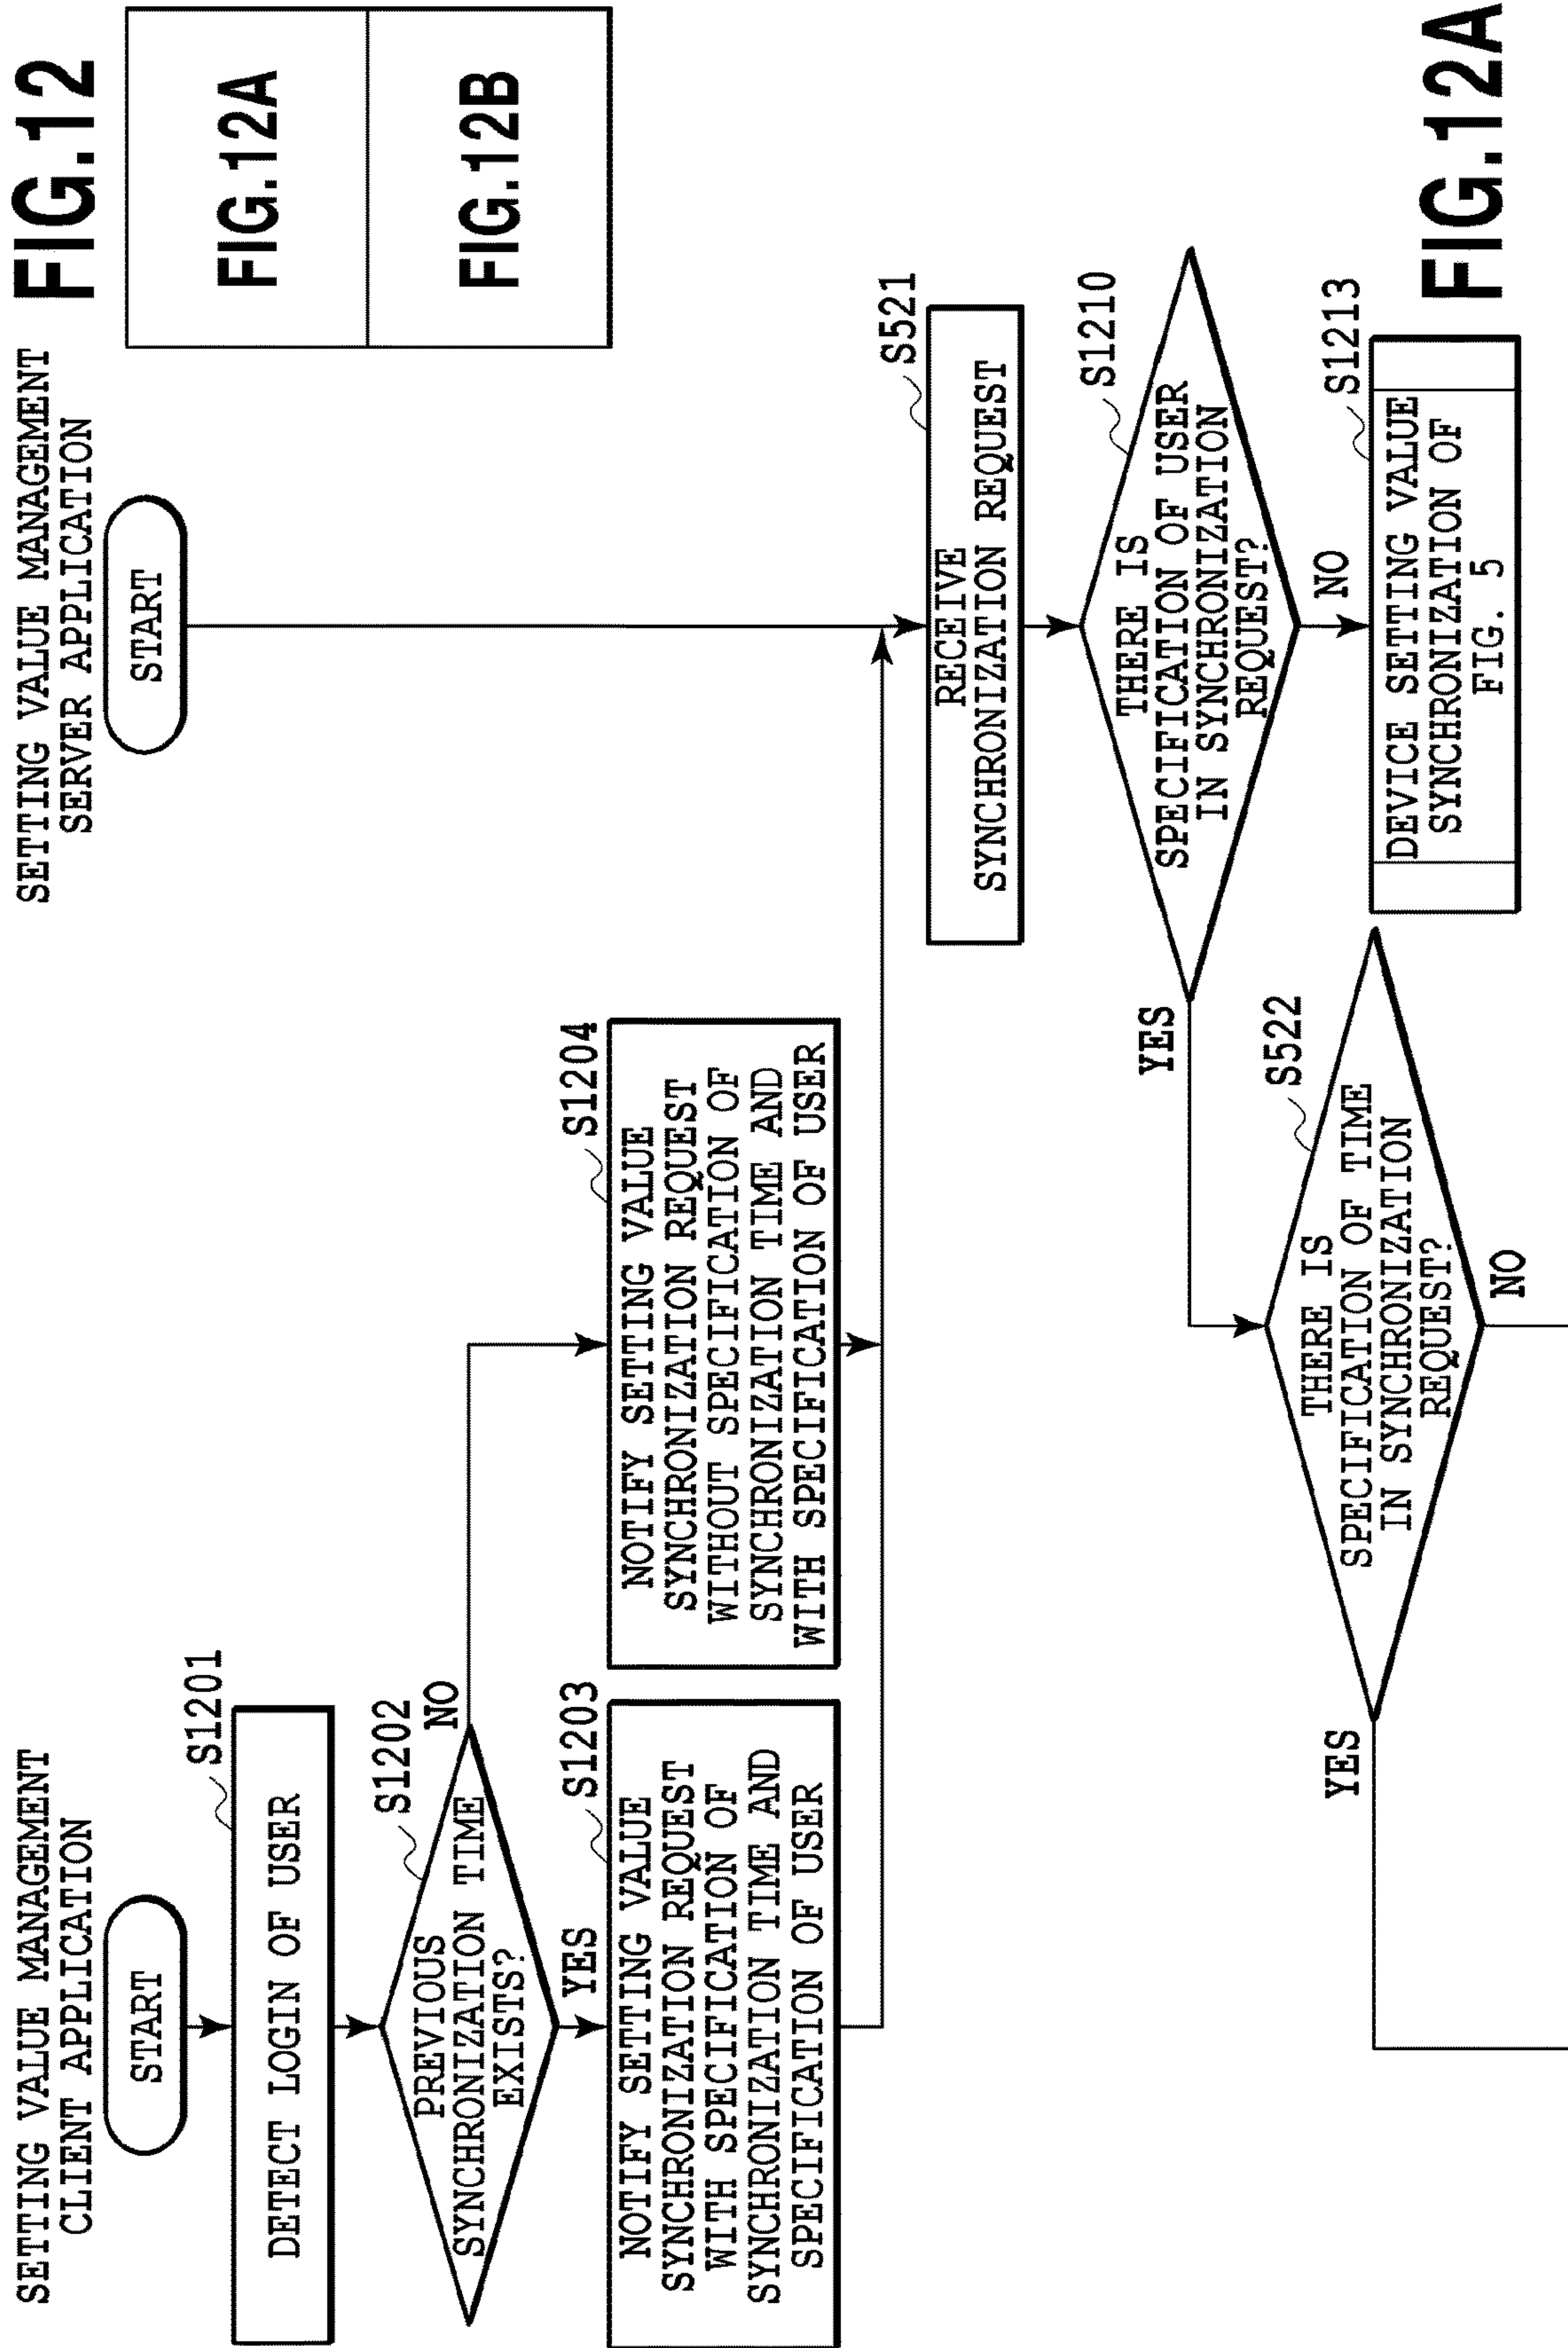 FIG.12
FIG.12A
FIG.12B
SETTING VALUE MANAGEMENT
CLIENT APPLICATION
START
S1201
DETECT LOGIN OF USER
S1202
PREVIOUS
SYNCHRONIZATION TIME
EXISTS?
NO
YES
S1203
NOTIFY SETTING VALUE
SYNCHRONIZATION REQUEST
WITH SPECIFICATION OF
SYNCHRONIZATION TIME AND
SPECIFICATION OF USER
S1204
NOTIFY SETTING VALUE
SYNCHRONIZATION REQUEST
WITHOUT SPECIFICATION OF
SYNCHRONIZATION TIME AND
WITH SPECIFICATION OF USER
SETTING VALUE MANAGEMENT
SERVER APPLICATION
START
S521
RECEIVE
SYNCHRONIZATION REQUEST
S1210
THERE IS
SPECIFICATION OF USER
IN SYNCHRONIZATION
REQUEST?
YES
NO
S1213
DEVICE SETTING VALUE
SYNCHRONIZATION OF
FIG. 5
S522
THERE IS
SPECIFICATION OF TIME
IN SYNCHRONIZATION
REQUEST?
YES
NO
FIG.12A